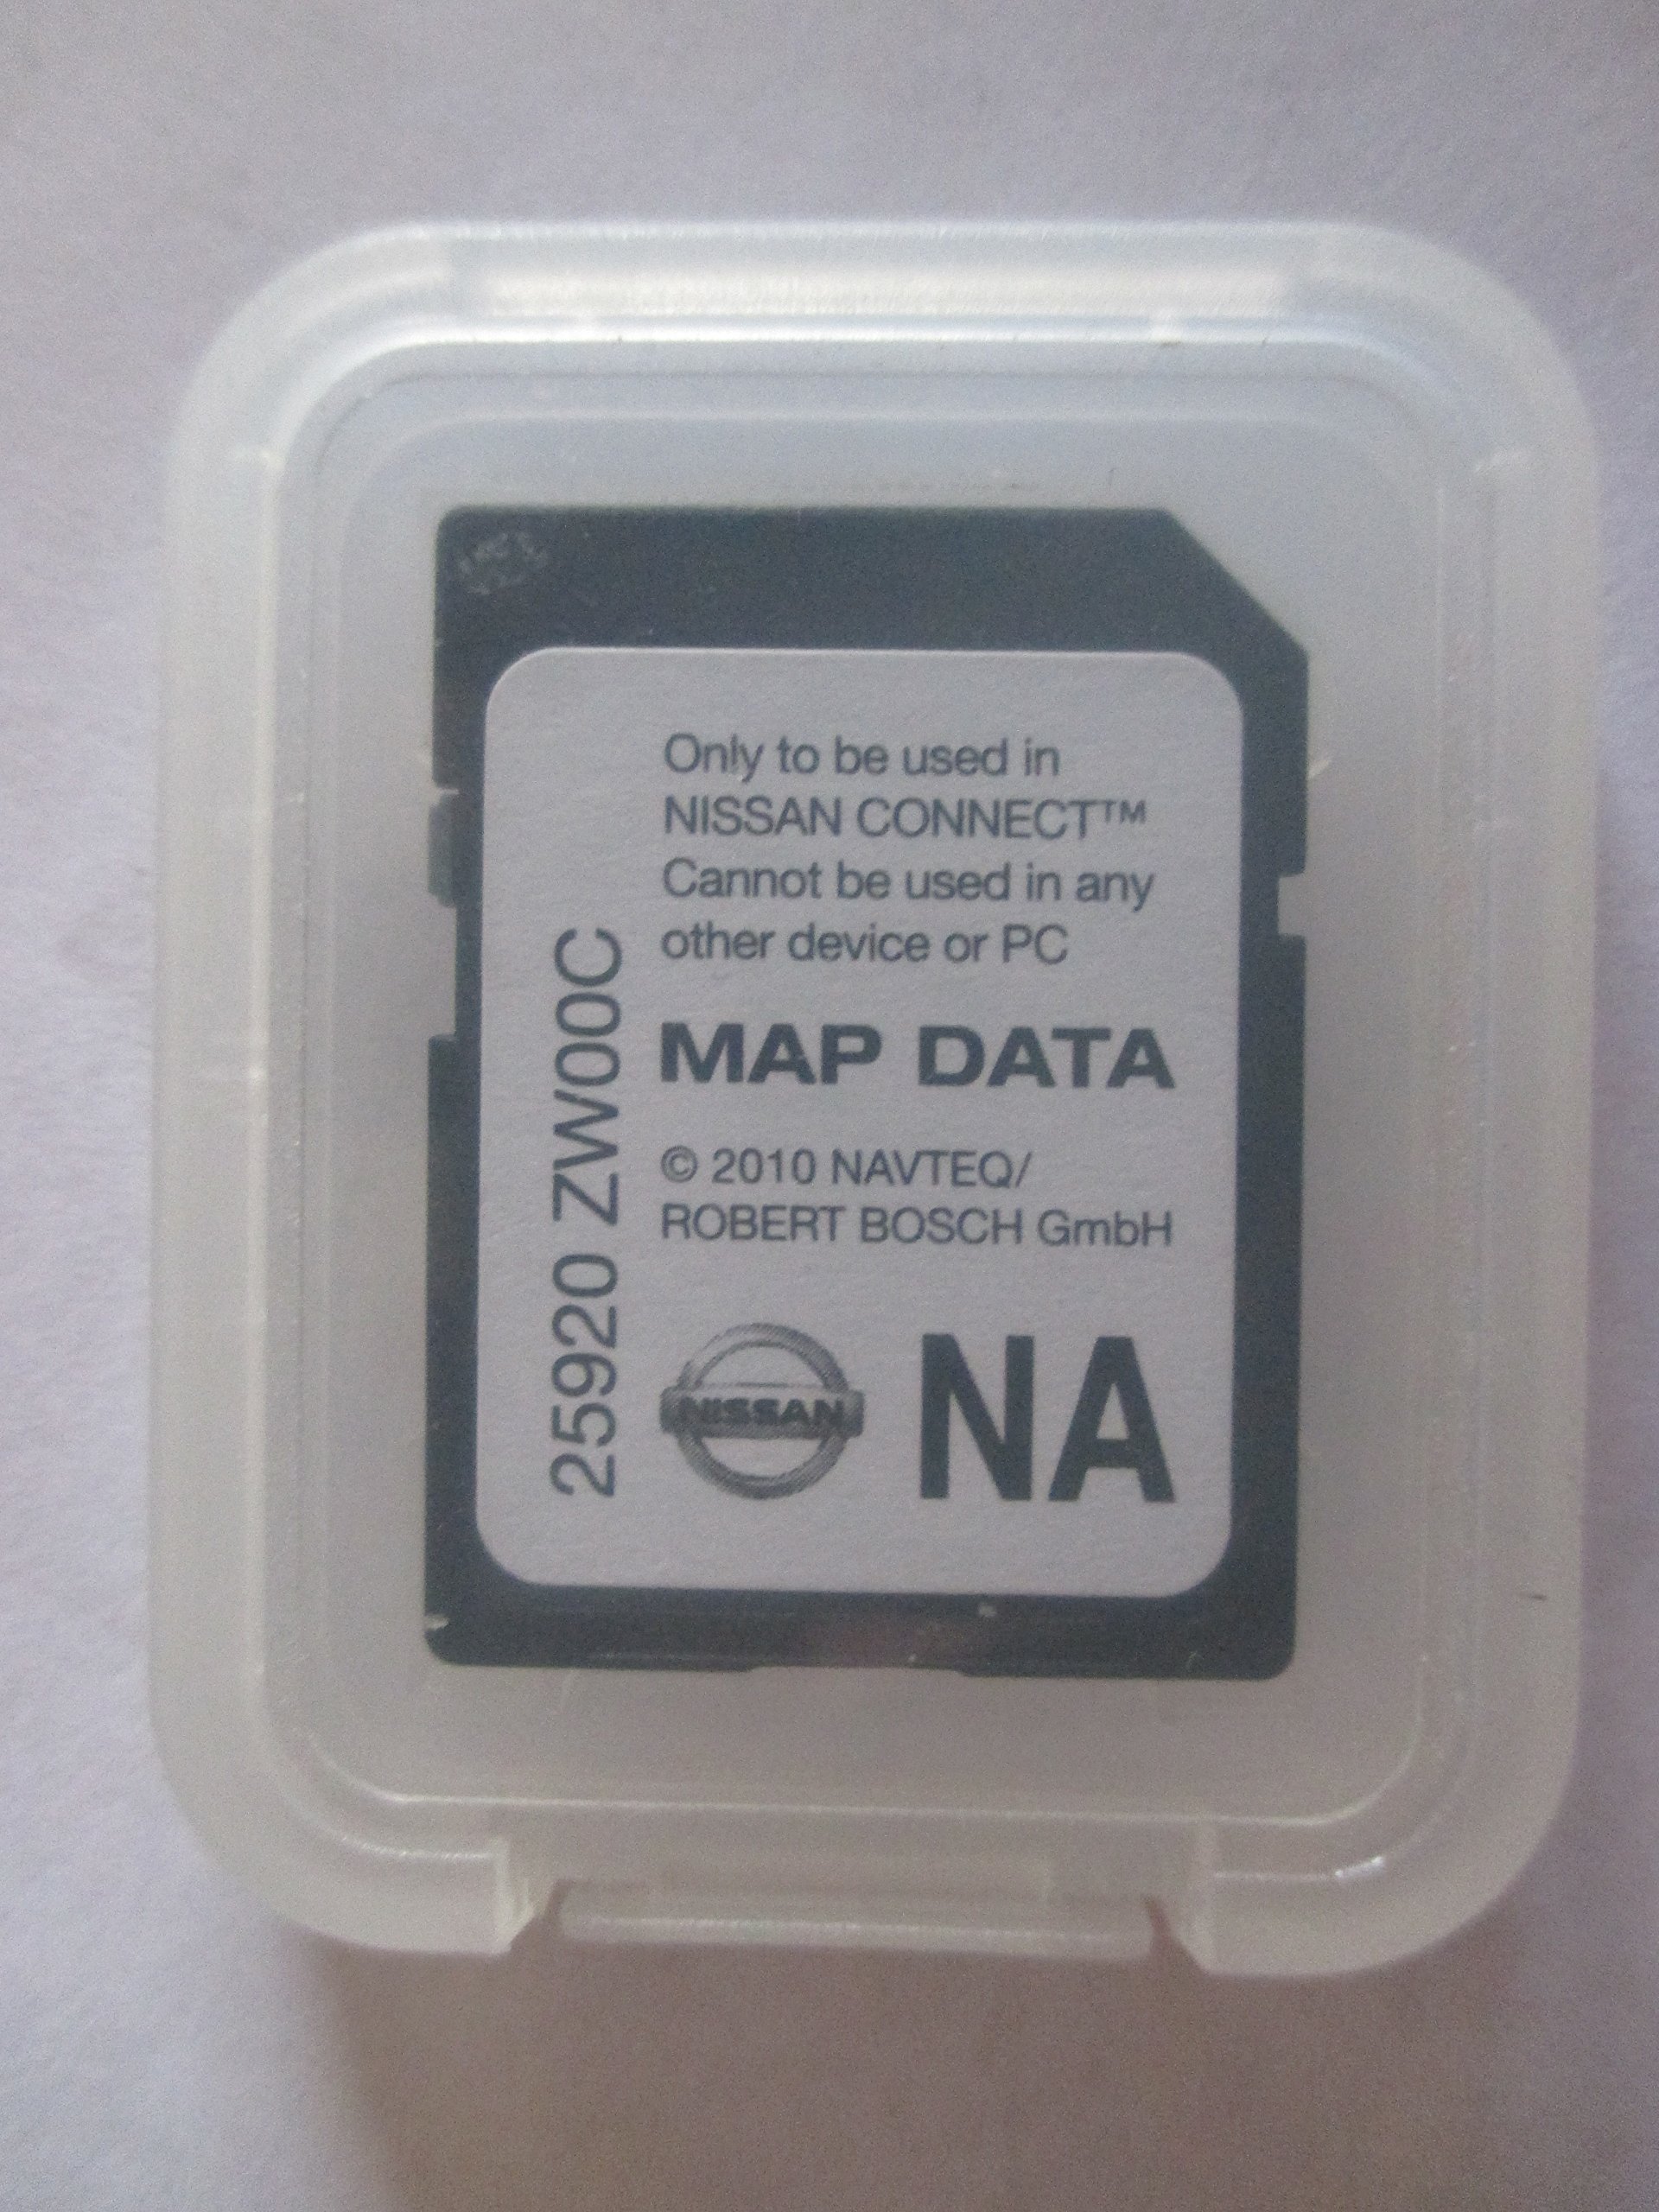 Only to be used in
NISSAN CONNECT™
Cannot be used in any
other device or PC
MAP DATA
© 2010 NAVTEQ/
ROBERT BOSCH GmbH
NISSAN
NA
25920 ZW00C